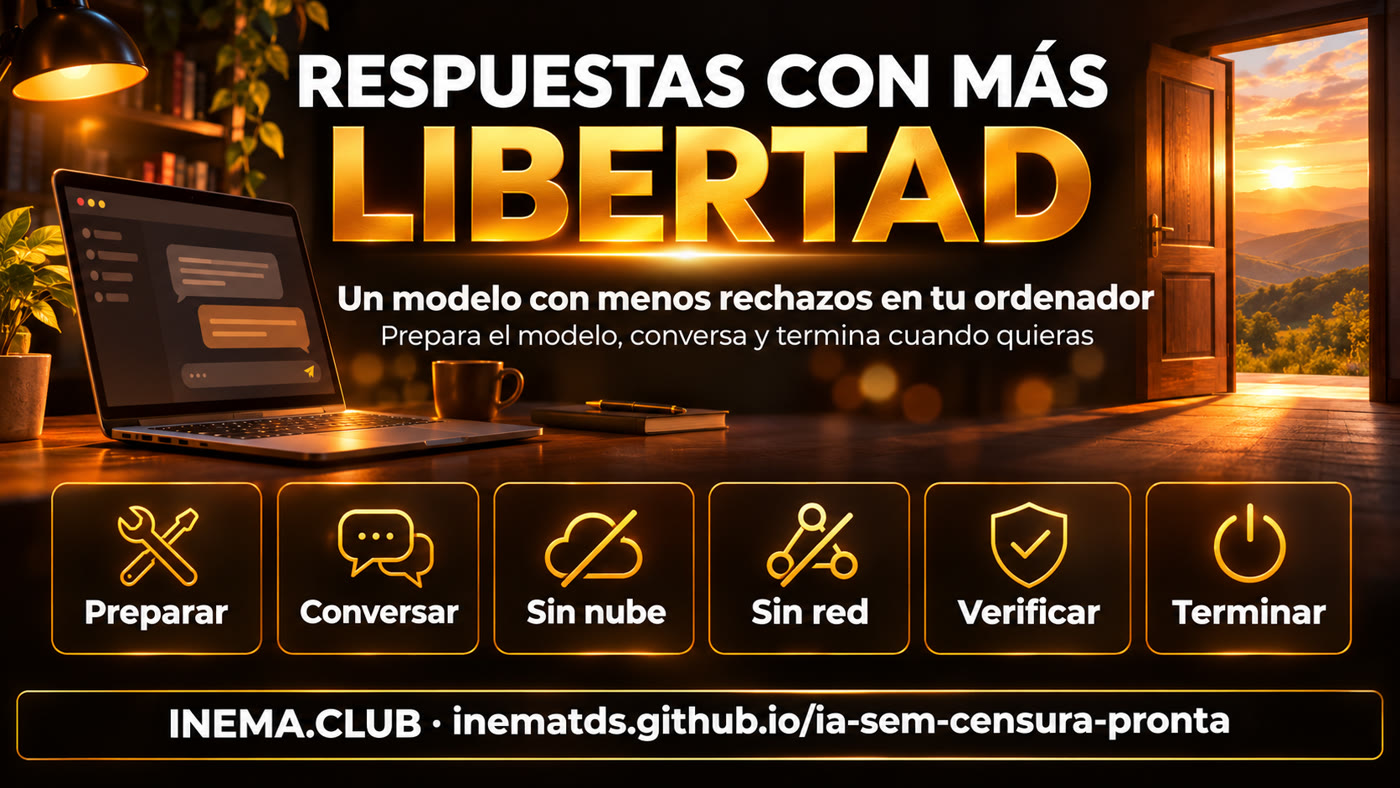 RESPUESTAS CON MÁS
LIBERTAD
Un modelo con menos rechazos en tu ordenador
Prepara el modelo, conversa y termina cuando quieras
Preparar
Conversar
Sin nube
Sin red
Verificar
Terminar
INEMA.CLUB · inematds.github.io/ia-sem-censura-pronta